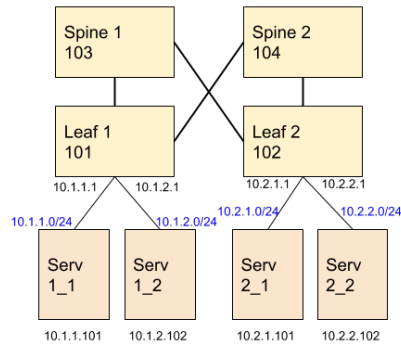 Spine 1
103
Spine 2
104
Leaf 1
101
Leaf 2
102
10.1.1.1
10.1.2.1
10.2.1.1
10.2.2.1
10.1.1.0/24
10.1.2.0/24
10.2.1.0/24
10.2.2.0/24
Serv
1_1
Serv
1_2
Serv
2_1
Serv
2_2
10.1.1.101
10.1.2.102
10.2.1.101
10.2.2.102